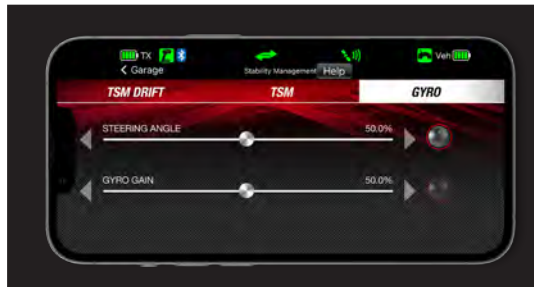 TX
Veh
< Garage
Stability Management Help
TSM DRIFT TSM GYRO
STEERING ANGLE 50.0%
GYRO GAIN 50.0%